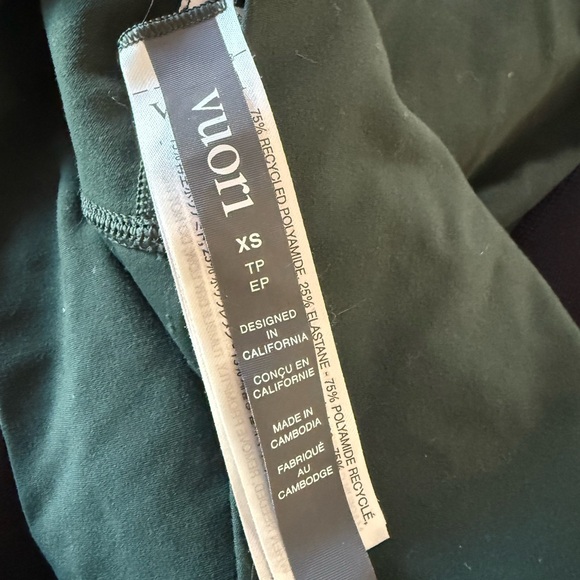 vuori
XS
TP
EP
DESIGNED
IN
CALIFORNIA
CONÇU EN
CALIFORNIE
MADE IN
CAMBODIA
FABRIQUÉ
AU
CAMBODGE
75% RECYCLED POLYAMIDE, 25% ELASTANE - 75% POLYAMIDE RECYCLÉ,